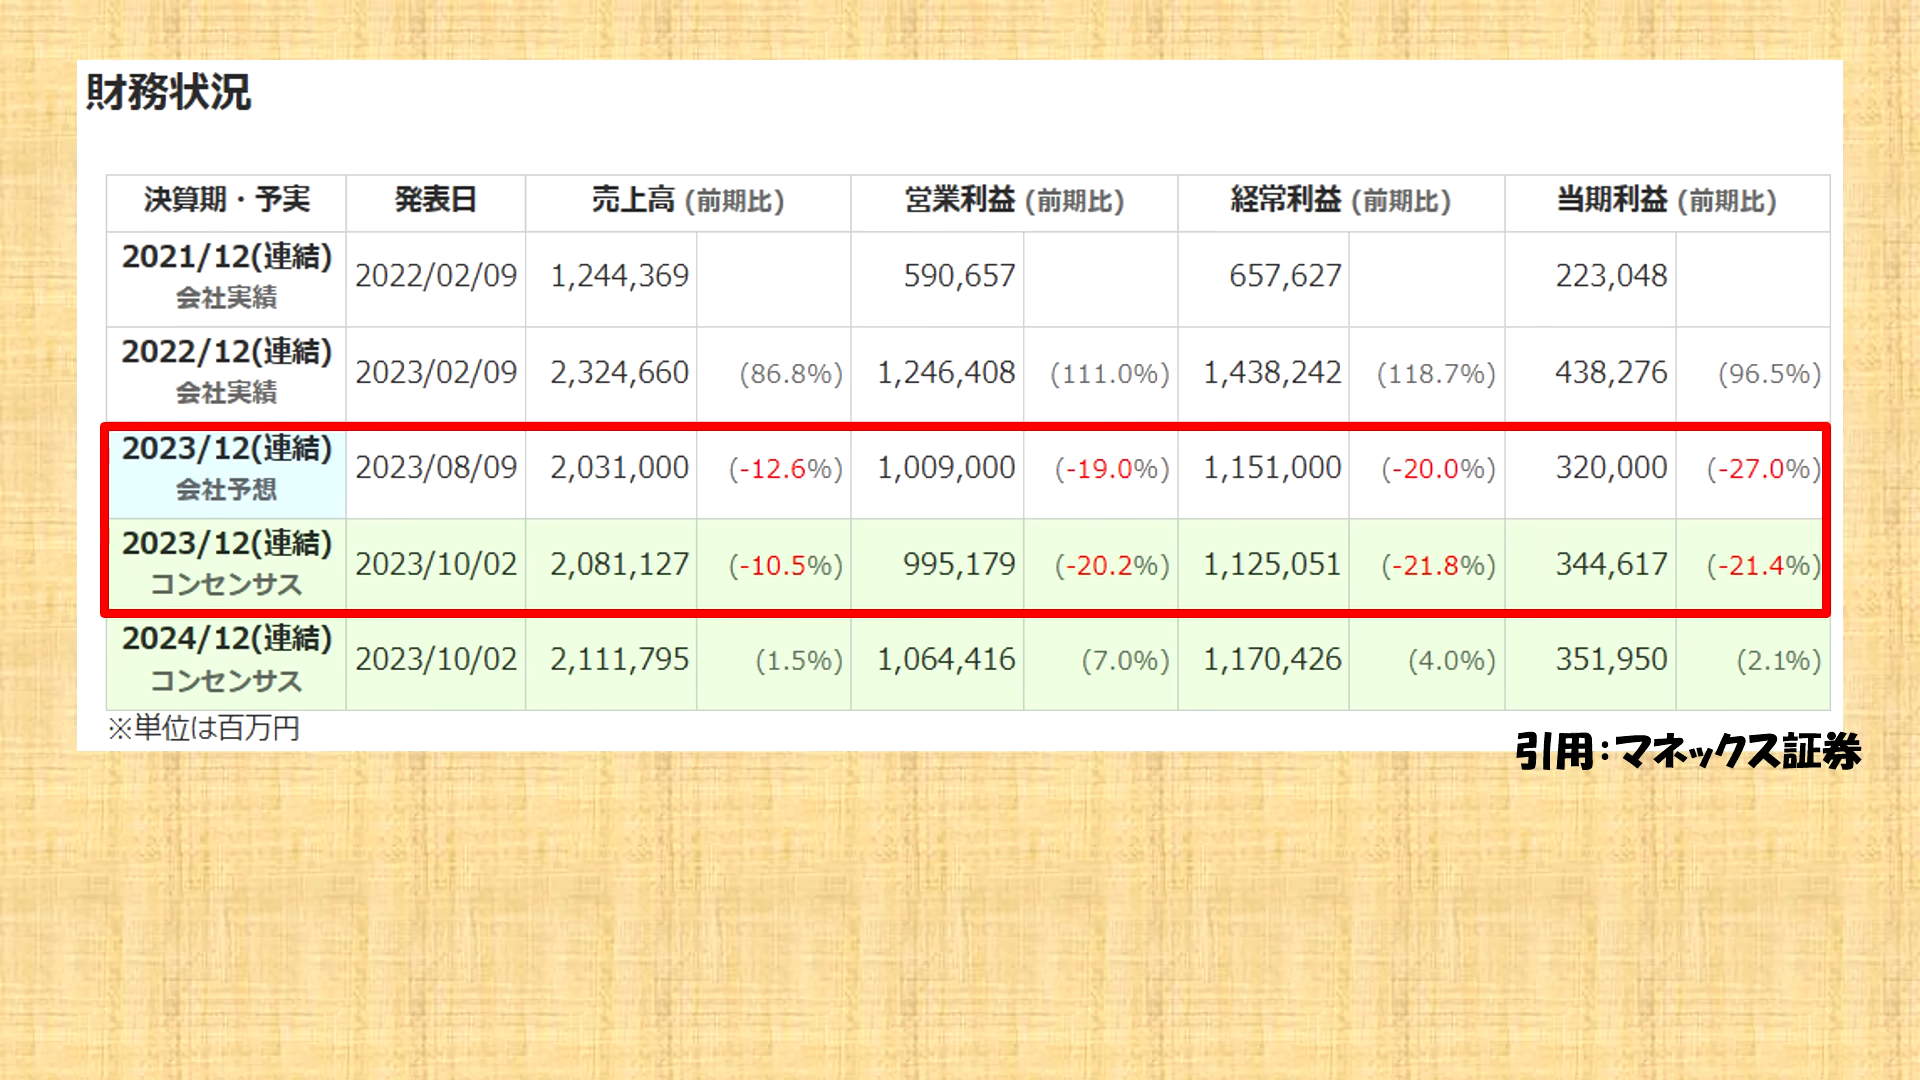 財務状況
決算期・予実 発表日 売上高 (前期比) 営業利益 (前期比) 経常利益 (前期比) 当期利益 (前期比)
2021/12(連結)
会社実績 2022/02/09 1,244,369 590,657 657,627 223,048
2022/12(連結)
会社実績 2023/02/09 2,324,660 (86.8%) 1,246,408 (111.0%) 1,438,242 (118.7%) 438,276 (96.5%)
2023/12(連結)
会社予想 2023/08/09 2,031,000 (-12.6%) 1,009,000 (-19.0%) 1,151,000 (-20.0%) 320,000 (-27.0%)
2023/12(連結)
コンセンサス 2023/10/02 2,081,127 (-10.5%) 995,179 (-20.2%) 1,125,051 (-21.8%) 344,617 (-21.4%)
2024/12(連結)
コンセンサス 2023/10/02 2,111,795 (1.5%) 1,064,416 (7.0%) 1,170,426 (4.0%) 351,950 (2.1%)
※単位は百万円
引用：マネックス証券